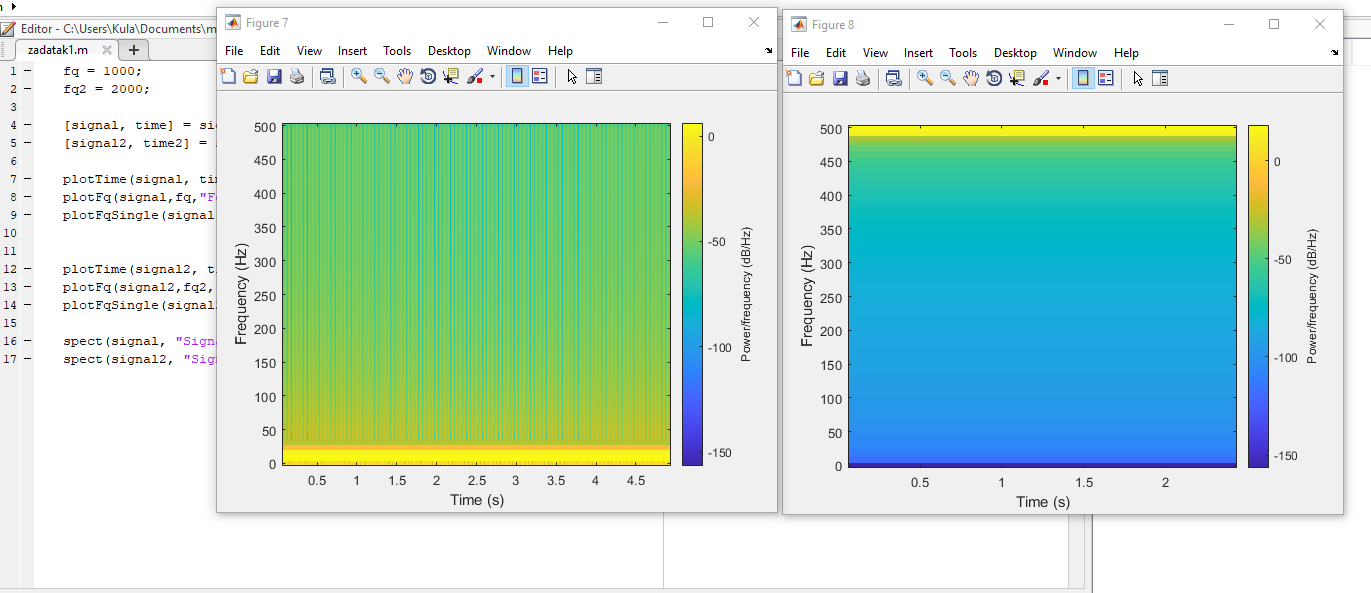 Editor - C:\Users\Kula\Documents\m
zadatak1.m
1 – fq = 1000;
2 – fq2 = 2000;
3
4 – [signal, time] = si
5 – [signal2, time2] =
6
7 – plotTime(signal, ti
8 – plotFq(signal,fq,"F
9 – plotFqSingle(signal
10
11
12 – plotTime(signal2, t
13 – plotFq(signal2,fq2,
14 – plotFqSingle(signal
15
16 – spect(signal, "Sign
17 – spect(signal2, "Sig
Figure 7
File Edit View Insert Tools Desktop Window Help
500
450
400
350
300
250
200
150
100
50
0
Frequency (Hz)
0.5 1 1.5 2 2.5 3 3.5 4 4.5
Time (s)
0
-50
-100
-150
Power/frequency (dB/Hz)
Figure 8
File Edit View Insert Tools Desktop Window Help
500
450
400
350
300
250
200
150
100
50
0
Frequency (Hz)
0.5 1 1.5 2
Time (s)
0
-50
-100
-150
Power/frequency (dB/Hz)